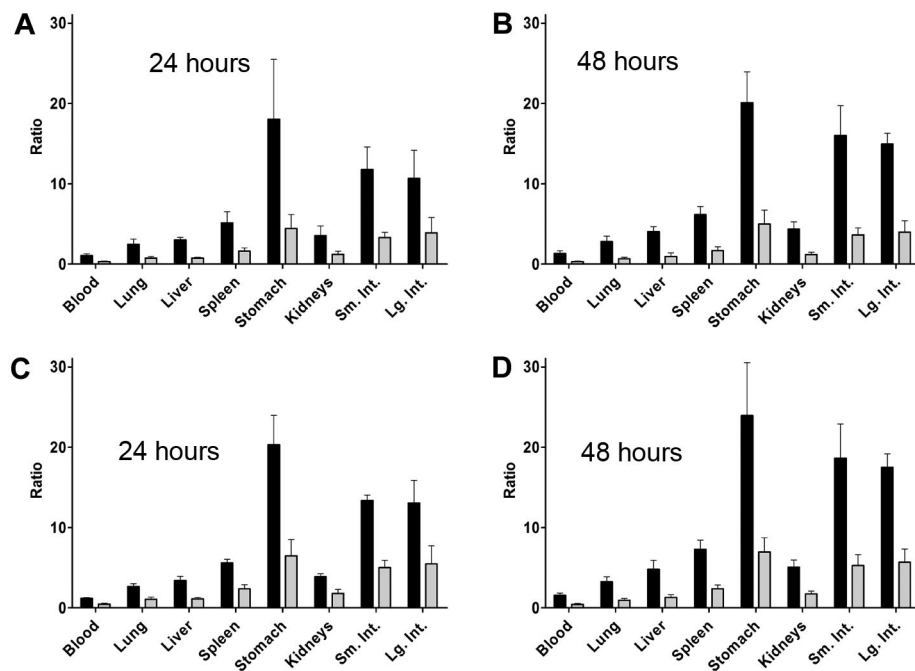 A
24 hours
30
20
10
0
Ratio
Blood
Lung
Liver
Spleen
Stomach
Kidneys
Sm. Int.
Lg. Int.
B
48 hours
30
20
10
0
Ratio
Blood
Lung
Liver
Spleen
Stomach
Kidneys
Sm. Int.
Lg. Int.
C
24 hours
30
20
10
0
Ratio
Blood
Lung
Liver
Spleen
Stomach
Kidneys
Sm. Int.
Lg. Int.
D
48 hours
30
20
10
0
Ratio
Blood
Lung
Liver
Spleen
Stomach
Kidneys
Sm. Int.
Lg. Int.